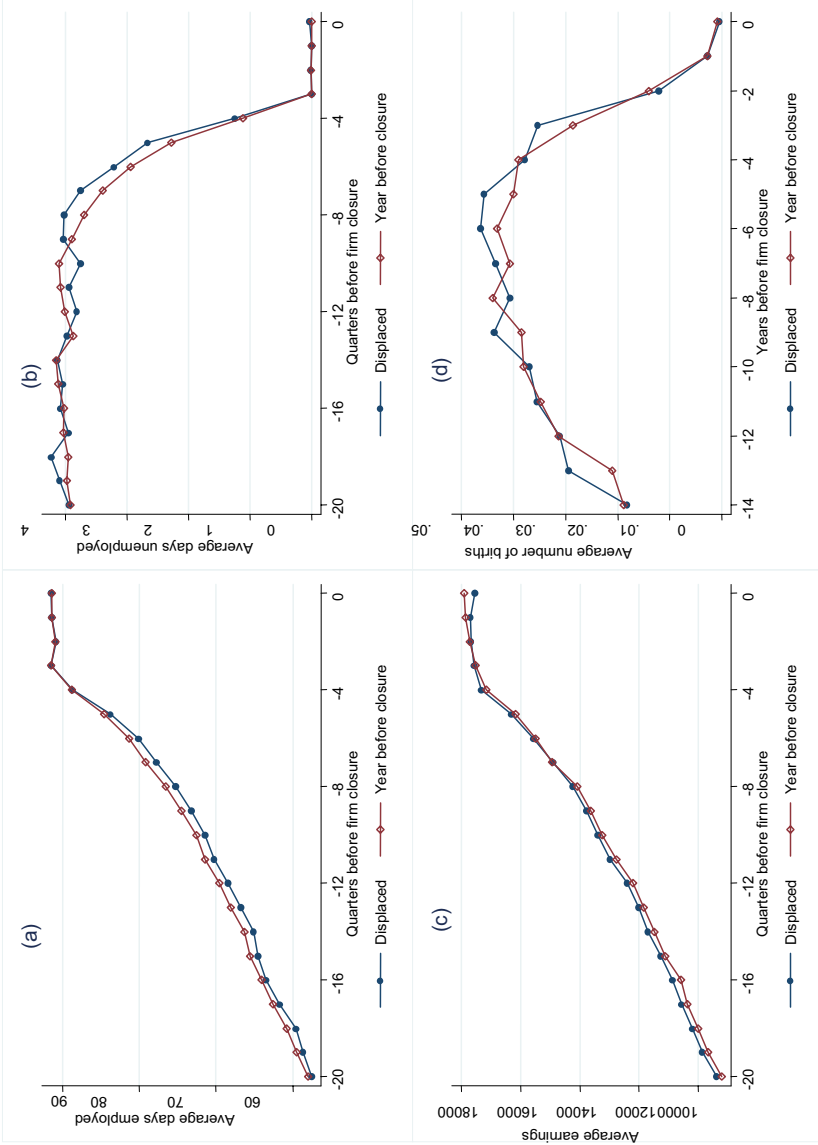 (a)
Average days employed
90
80
70
60
-20 -16 -12 -8 -4 0
Quarters before firm closure
Displaced Year before closure
(b)
Average days unemployed
4
3
2
1
0
-20 -16 -12 -8 -4 0
Quarters before firm closure
Displaced Year before closure
(c)
Average earnings
18000
16000
14000
12000
10000
-20 -16 -12 -8 -4 0
Quarters before firm closure
Displaced Year before closure
(d)
Average number of births
.05
.04
.03
.02
.01
0
-14 -12 -10 -8 -6 -4 -2 0
Years before firm closure
Displaced Year before closure